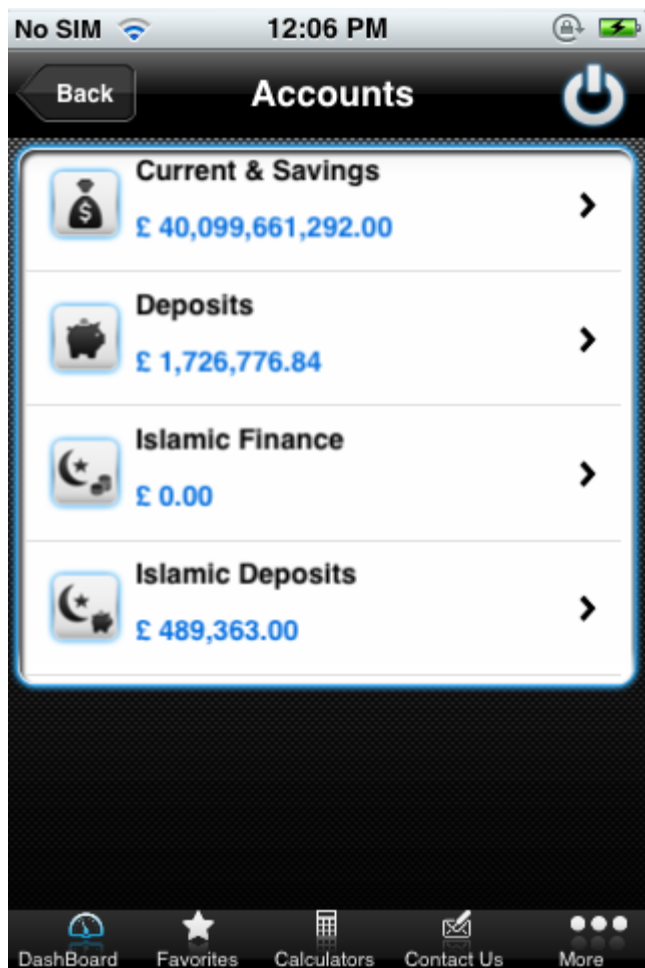 No SIM 12:06 PM
Back Accounts
Current & Savings
£ 40,099,661,292.00
Deposits
£ 1,726,776.84
Islamic Finance
£ 0.00
Islamic Deposits
£ 489,363.00
DashBoard Favorites Calculators Contact Us More